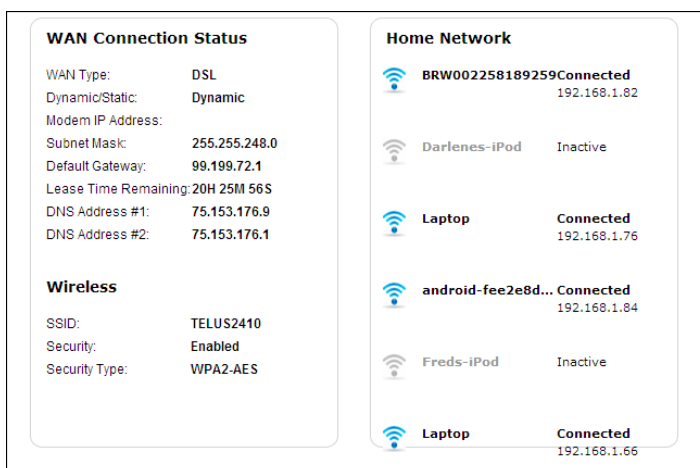 WAN Connection Status
WAN Type: DSL
Dynamic/Static: Dynamic
Modem IP Address:
Subnet Mask: 255.255.248.0
Default Gateway: 99.199.72.1
Lease Time Remaining: 20H 25M 56S
DNS Address #1: 75.153.176.9
DNS Address #2: 75.153.176.1
Wireless
SSID: TELUS2410
Security: Enabled
Security Type: WPA2-AES
Home Network
BRW002258189259 Connected
192.168.1.82
Darlenes-iPod Inactive
Laptop Connected
192.168.1.76
android-fee2e8d... Connected
192.168.1.84
Freds-iPod Inactive
Laptop Connected
192.168.1.66